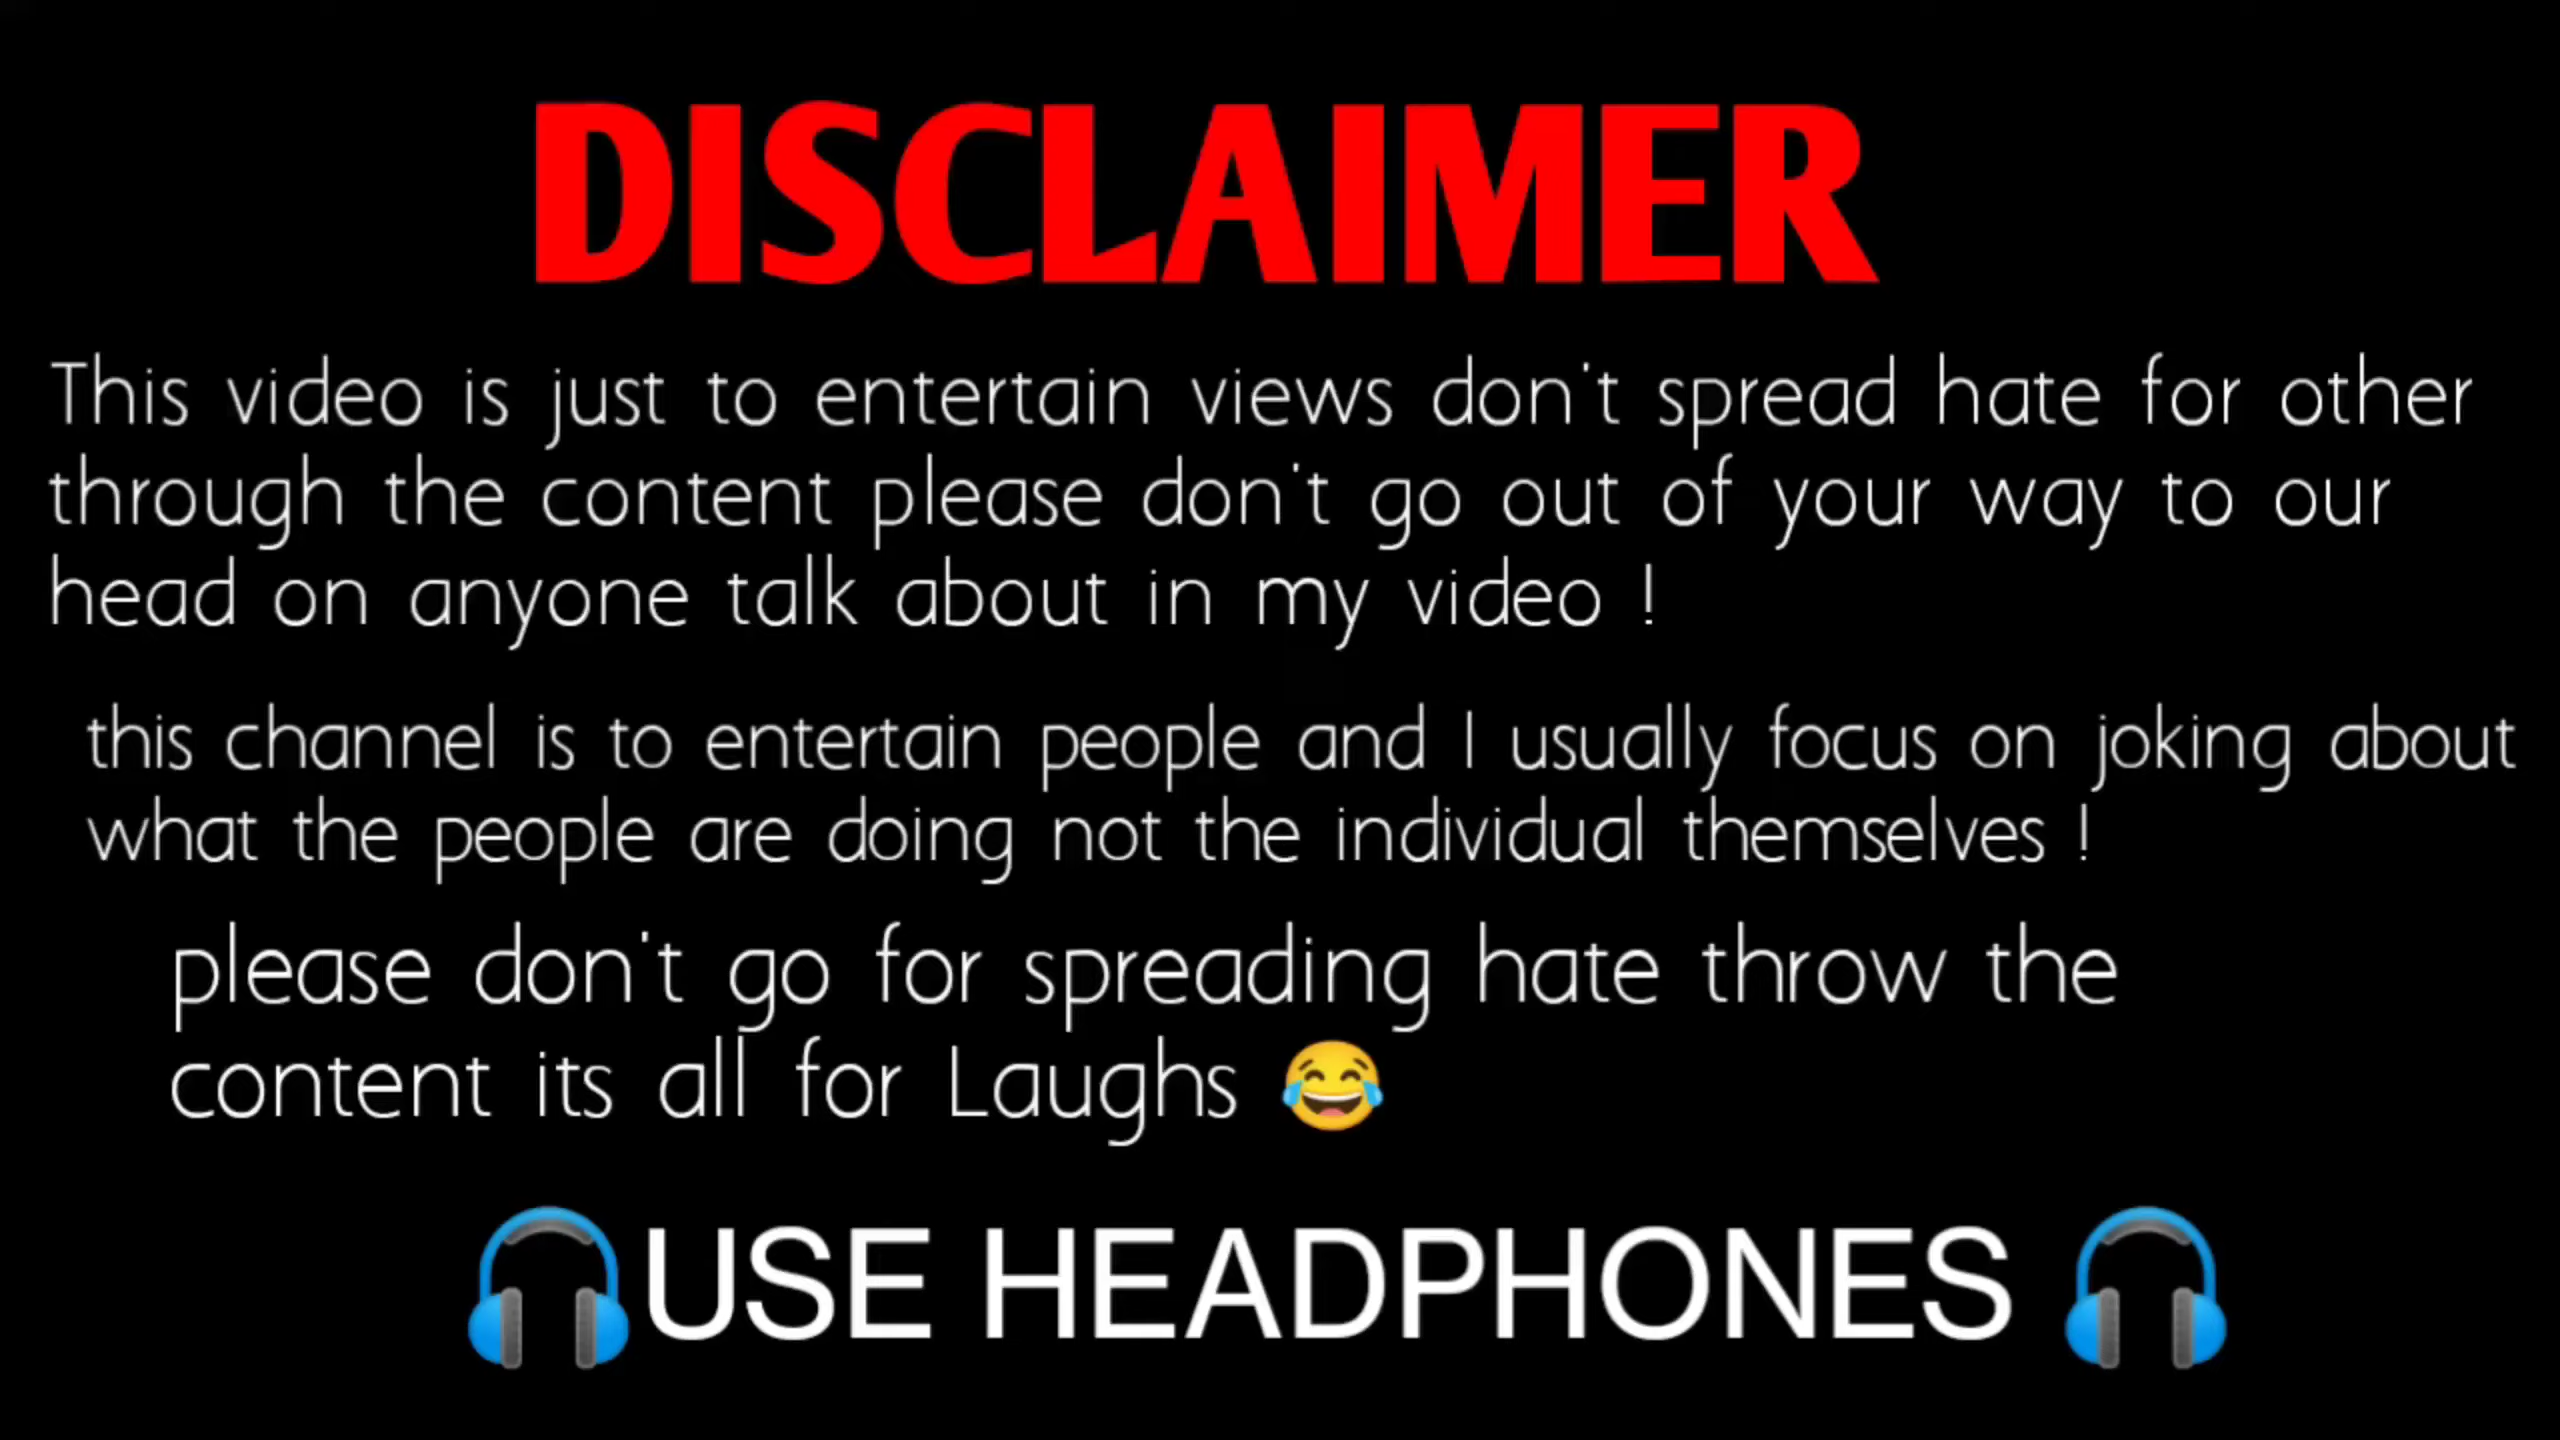 DISCLAIMER
This video is just to entertain views don't spread hate for other
through the content please don't go out of your way to our
head on anyone talk about in my video !
this channel is to entertain people and I usually focus on joking about
what the people are doing not the individual themselves !
please don't go for spreading hate throw the
content its all for Laughs 😂
🎧USE HEADPHONES 🎧